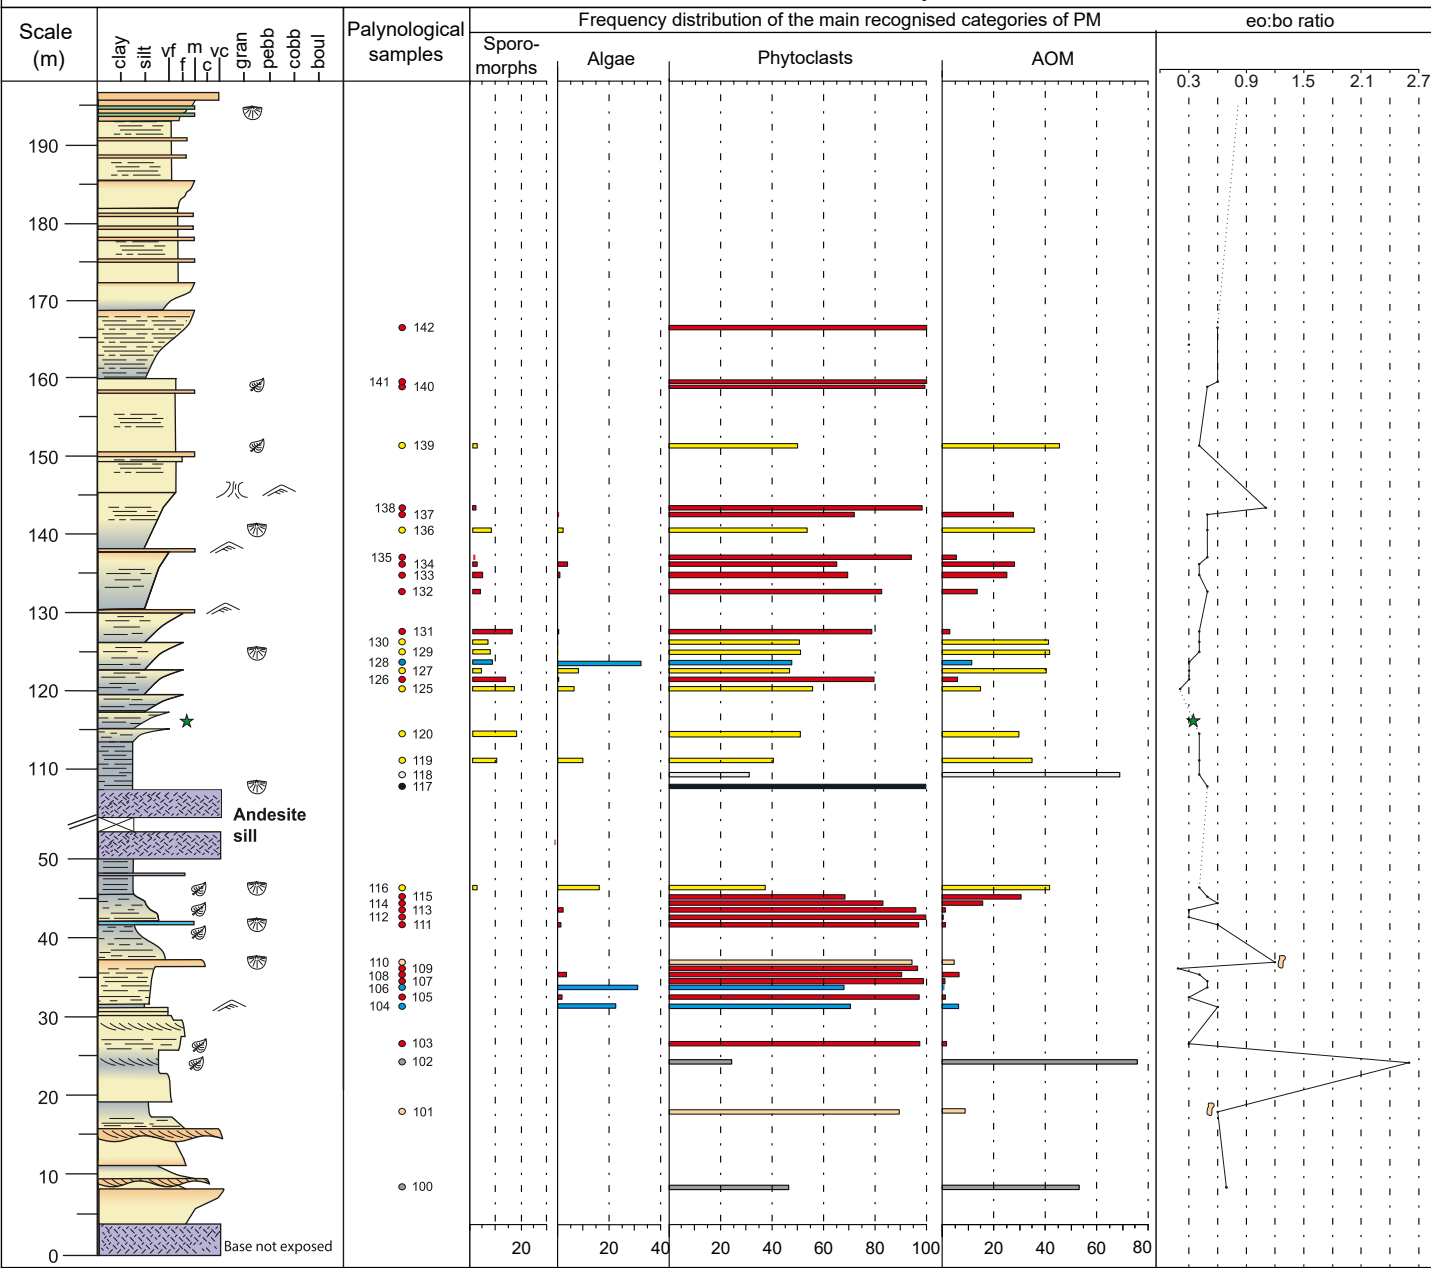 Frequency distribution of the main recognised categories of PM
eo:bo ratio
Scale
(m)
clay
silt
vf
f
m
c
vc
gran
pebb
cobb
boul
Palynological
samples
Sporo-
morphs
Algae
Phytoclasts
AOM
0.3 0.9 1.5 2.1 2.7
190
180
170
142
160
141
140
150
139
138
137
140
136
135
134
133
132
130
131
130
129
128
127
126
120
125
120
119
110
118
117
Andesite
sill
50
116
115
114
113
112
111
40
110
109
108
107
106
105
104
30
103
102
20
101
10
100
Base not exposed
0
20 20 40 20 40 60 80 100 20 40 60 80